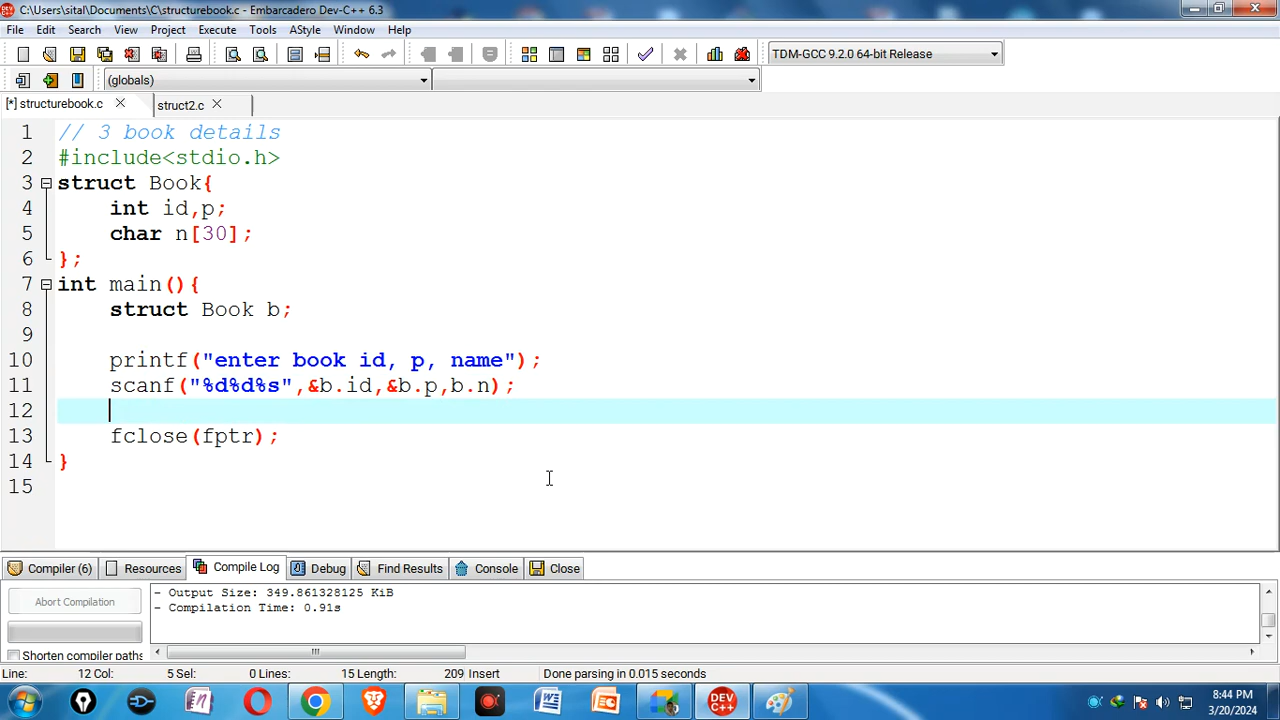 C:\Users\sital\Documents\C\structurebook.c - Embarcadero Dev-C++ 6.3
File Edit Search View Project Execute Tools AStyle Window Help
TDM-GCC 9.2.0 64-bit Release
(globals)
[*] structurebook.c struct2.c
1 // 3 book details
2 #include<stdio.h>
3 struct Book{
4 int id,p;
5 char n[30];
6 };
7 int main(){
8 struct Book b;
9
10 printf("enter book id, p, name");
11 scanf("%d%d%s",&b.id,&b.p,b.n);
12
13 fclose(fptr);
14 }
15
Compiler (6) Resources Compile Log Debug Find Results Console Close
Abort Compilation
Shorten compiler paths
- Output Size: 349.861328125 KiB
- Compilation Time: 0.91s
Line: 12 Col: 5 Sel: 0 Lines: 15 Length: 209 Insert Done parsing in 0.015 seconds
8:44 PM
3/20/2024